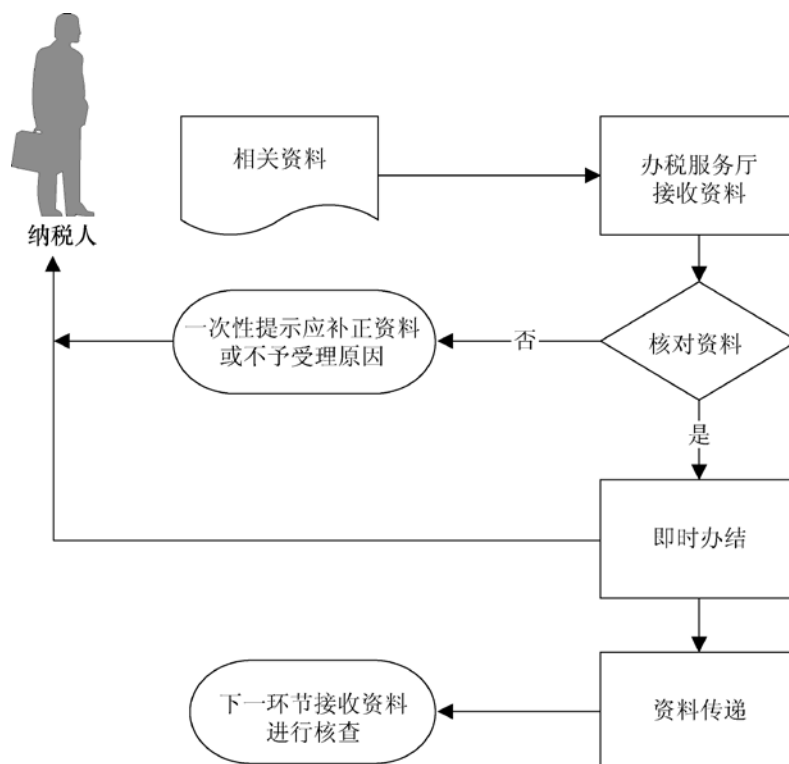 相关资料
办税服务厅
接收资料
纳税人
一次性提示应补正资料
或不予受理原因
否
核对资料
是
即时办结
下一环节接收资料
进行核查
资料传递